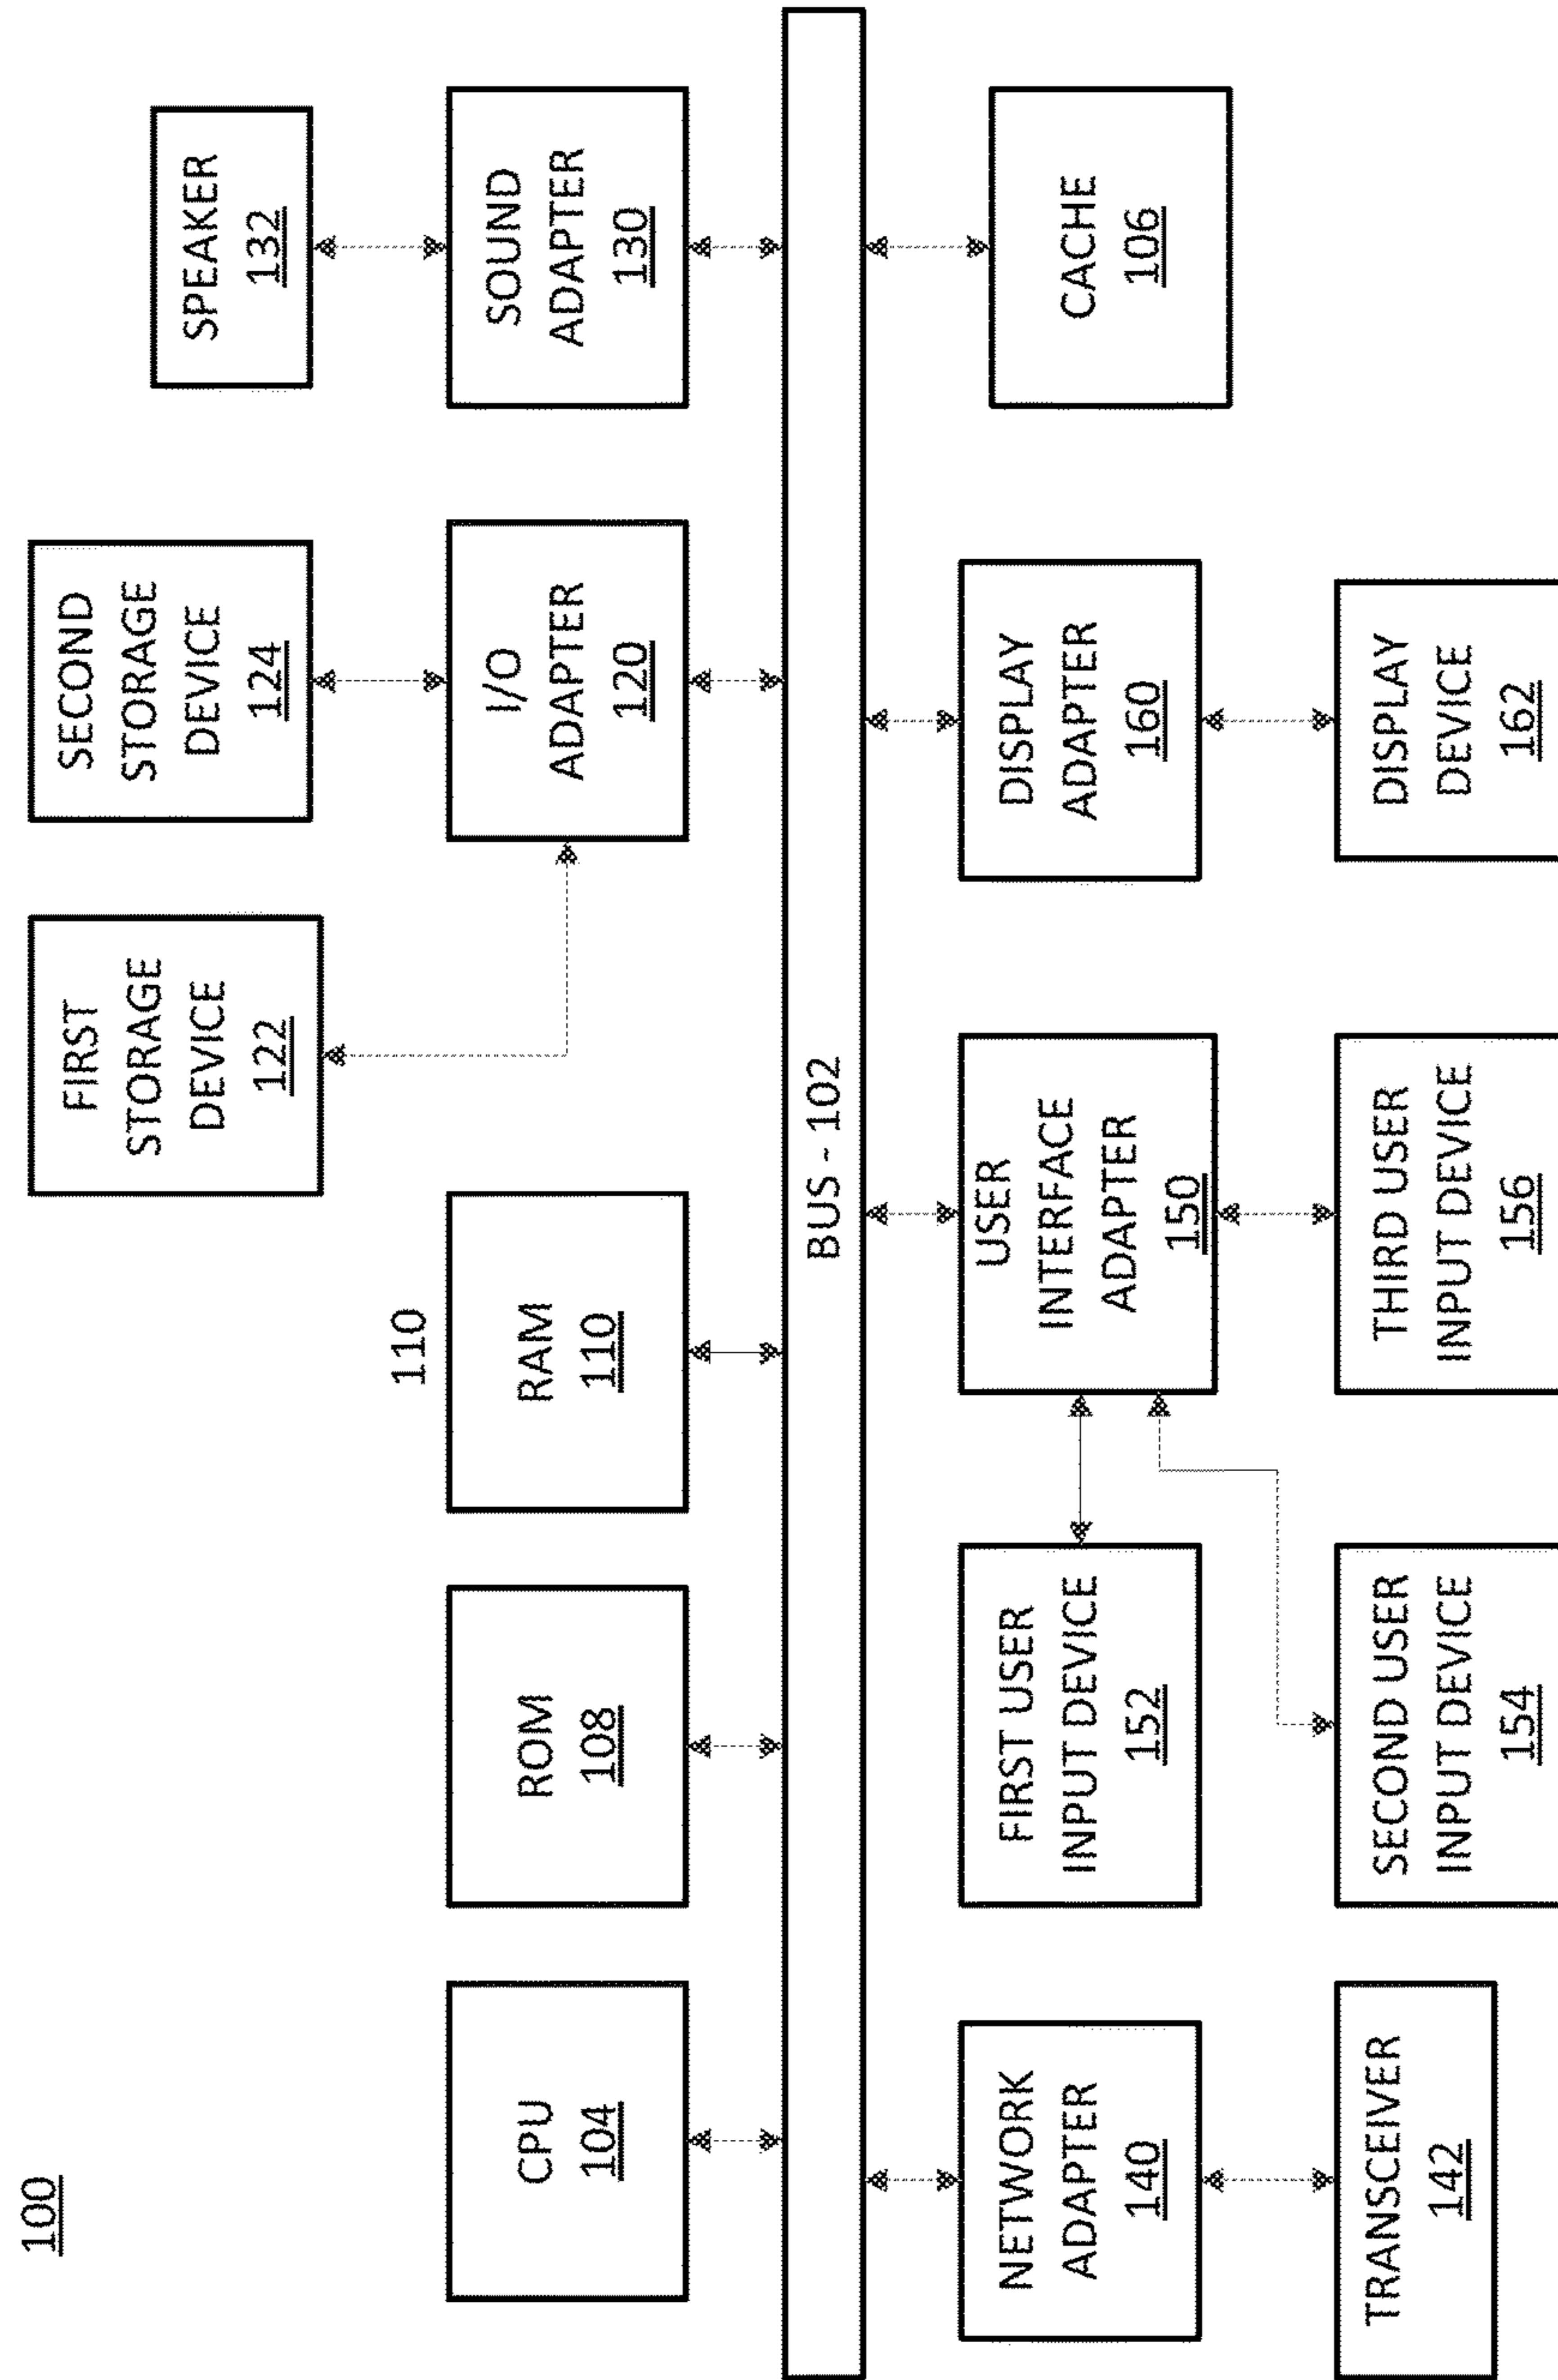 100
CPU
104
ROM
108
110
RAM
110
FIRST
STORAGE
DEVICE
122
SECOND
STORAGE
DEVICE
124
I/O
ADAPTER
120
SPEAKER
132
SOUND
ADAPTER
130
BUS - 102
NETWORK
ADAPTER
140
TRANSCEIVER
142
FIRST USER
INPUT DEVICE
152
SECOND USER
INPUT DEVICE
154
USER
INTERFACE
ADAPTER
150
THIRD USER
INPUT DEVICE
156
DISPLAY
ADAPTER
160
DISPLAY
DEVICE
162
CACHE
106